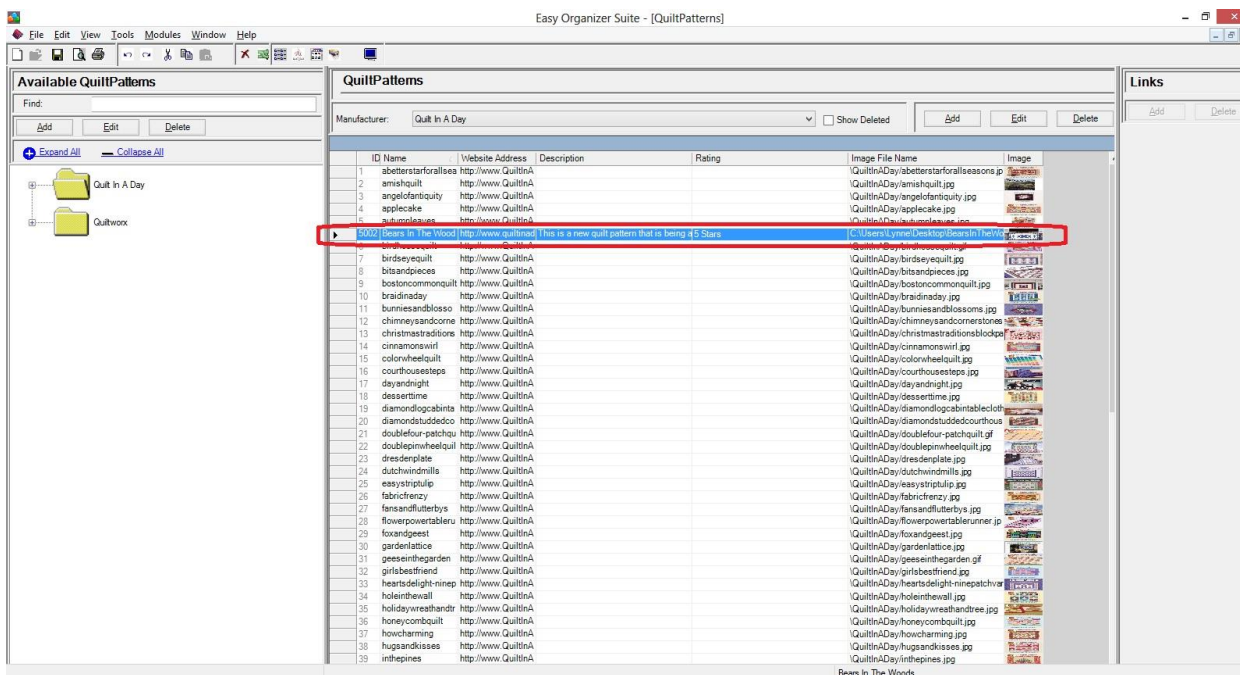 Easy Organizer Suite - [QuiltPatterns]
File Edit View Tools Modules Window Help
Available QuiltPatterns
Find:
Add Edit Delete
Expand All Collapse All
Quilt In A Day
Quiltworx
QuiltPatterns
Manufacturer: Quilt In A Day Show Deleted Add Edit Delete
Links
Add Delete
ID Name Website Address Description Rating Image File Name Image
1 abetterstarforallsea http://www.QuiltInA \QuiltInADay/abetterstarforallseasons.jp
2 amishquilt http://www.QuiltInA \QuiltInADay/amishquilt.jpg
3 angelofantiquity http://www.QuiltInA \QuiltInADay/angelofantiquity.jpg
4 applecake http://www.QuiltInA \QuiltInADay/applecake.jpg
5 autumnleaves http://www.QuiltInA \QuiltInADay/autumnleaves.jpg
5002 Bears In The Wood http://www.quiltinad This is a new quilt pattern that is being a 5 Stars C:\Users\Lynne\Desktop\BearsInTheWo
6 birdhousequilt http://www.QuiltInA \QuiltInADay/birdhousequilt.gif
7 birdseyequilt http://www.QuiltInA \QuiltInADay/birdseyequilt.jpg
8 bitsandpieces http://www.QuiltInA \QuiltInADay/bitsandpieces.jpg
9 bostoncommonquilt http://www.QuiltInA \QuiltInADay/bostoncommonquilt.jpg
10 braidinaday http://www.QuiltInA \QuiltInADay/braidinaday.jpg
11 bunniesandblosso http://www.QuiltInA \QuiltInADay/bunniesandblossoms.jpg
12 chimneysandcorne http://www.QuiltInA \QuiltInADay/chimneysandcornerstones
13 christmastraditions http://www.QuiltInA \QuiltInADay/christmastraditionsblockpa
14 cinnamonswirl http://www.QuiltInA \QuiltInADay/cinnamonswirl.jpg
15 colorwheelquilt http://www.QuiltInA \QuiltInADay/colorwheelquilt.jpg
16 courthousesteps http://www.QuiltInA \QuiltInADay/courthousesteps.jpg
17 dayandnight http://www.QuiltInA \QuiltInADay/dayandnight.jpg
18 desserttime http://www.QuiltInA \QuiltInADay/desserttime.jpg
19 diamondlogcabinta http://www.QuiltInA \QuiltInADay/diamondlogcabintablecloth
20 diamondstuddedco http://www.QuiltInA \QuiltInADay/diamondstuddedcourthous
21 doublefour-patchqu http://www.QuiltInA \QuiltInADay/doublefour-patchquilt.gif
22 doublepinwheelquil http://www.QuiltInA \QuiltInADay/doublepinwheelquilt.jpg
23 dresdenplate http://www.QuiltInA \QuiltInADay/dresdenplate.jpg
24 dutchwindmills http://www.QuiltInA \QuiltInADay/dutchwindmills.jpg
25 easystriptulip http://www.QuiltInA \QuiltInADay/easystriptulip.jpg
26 fabricfrenzy http://www.QuiltInA \QuiltInADay/fabricfrenzy.jpg
27 fansandflutterbys http://www.QuiltInA \QuiltInADay/fansandflutterbys.jpg
28 flowerpowertableru http://www.QuiltInA \QuiltInADay/flowerpowertablerunner.jp
29 foxandgeest http://www.QuiltInA \QuiltInADay/foxandgeest.jpg
30 gardenlattice http://www.QuiltInA \QuiltInADay/gardenlattice.jpg
31 geeseinthegarden http://www.QuiltInA \QuiltInADay/geeseinthegarden.gif
32 girlsbestfriend http://www.QuiltInA \QuiltInADay/girlsbestfriend.jpg
33 heartsdelight-ninep http://www.QuiltInA \QuiltInADay/heartsdelight-ninepatchvar
34 holeinthewall http://www.QuiltInA \QuiltInADay/holeinthewall.jpg
35 holidaywreathandtr http://www.QuiltInA \QuiltInADay/holidaywreathandtree.jpg
36 honeycombquilt http://www.QuiltInA \QuiltInADay/honeycombquilt.jpg
37 howcharming http://www.QuiltInA \QuiltInADay/howcharming.jpg
38 hugsandkisses http://www.QuiltInA \QuiltInADay/hugsandkisses.jpg
39 inthepines http://www.QuiltInA \QuiltInADay/inthepines.jpg
Bears In The Woods